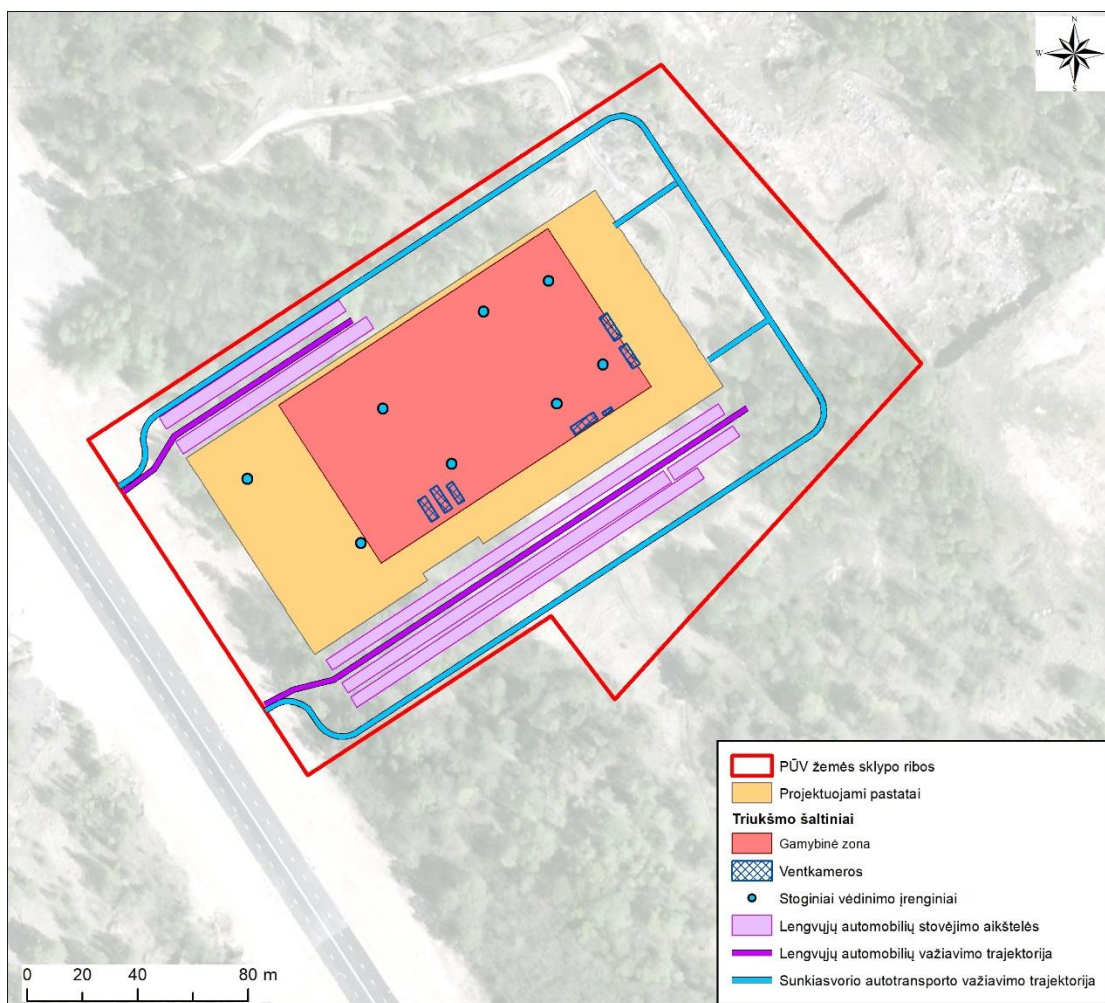 N
W
E
S
PŪV žemės sklypo ribos
Projektuojami pastatai
Triukšmo šaltiniai
Gamybinė zona
Ventkameros
Stoginiai vėdinimo įrenginiai
Lengvųjų automobilių stovėjimo aikštelės
Lengvųjų automobilių važiavimo trajektorija
Sunkiasvorio autotransporto važiavimo trajektorija
0 20 40 80 m